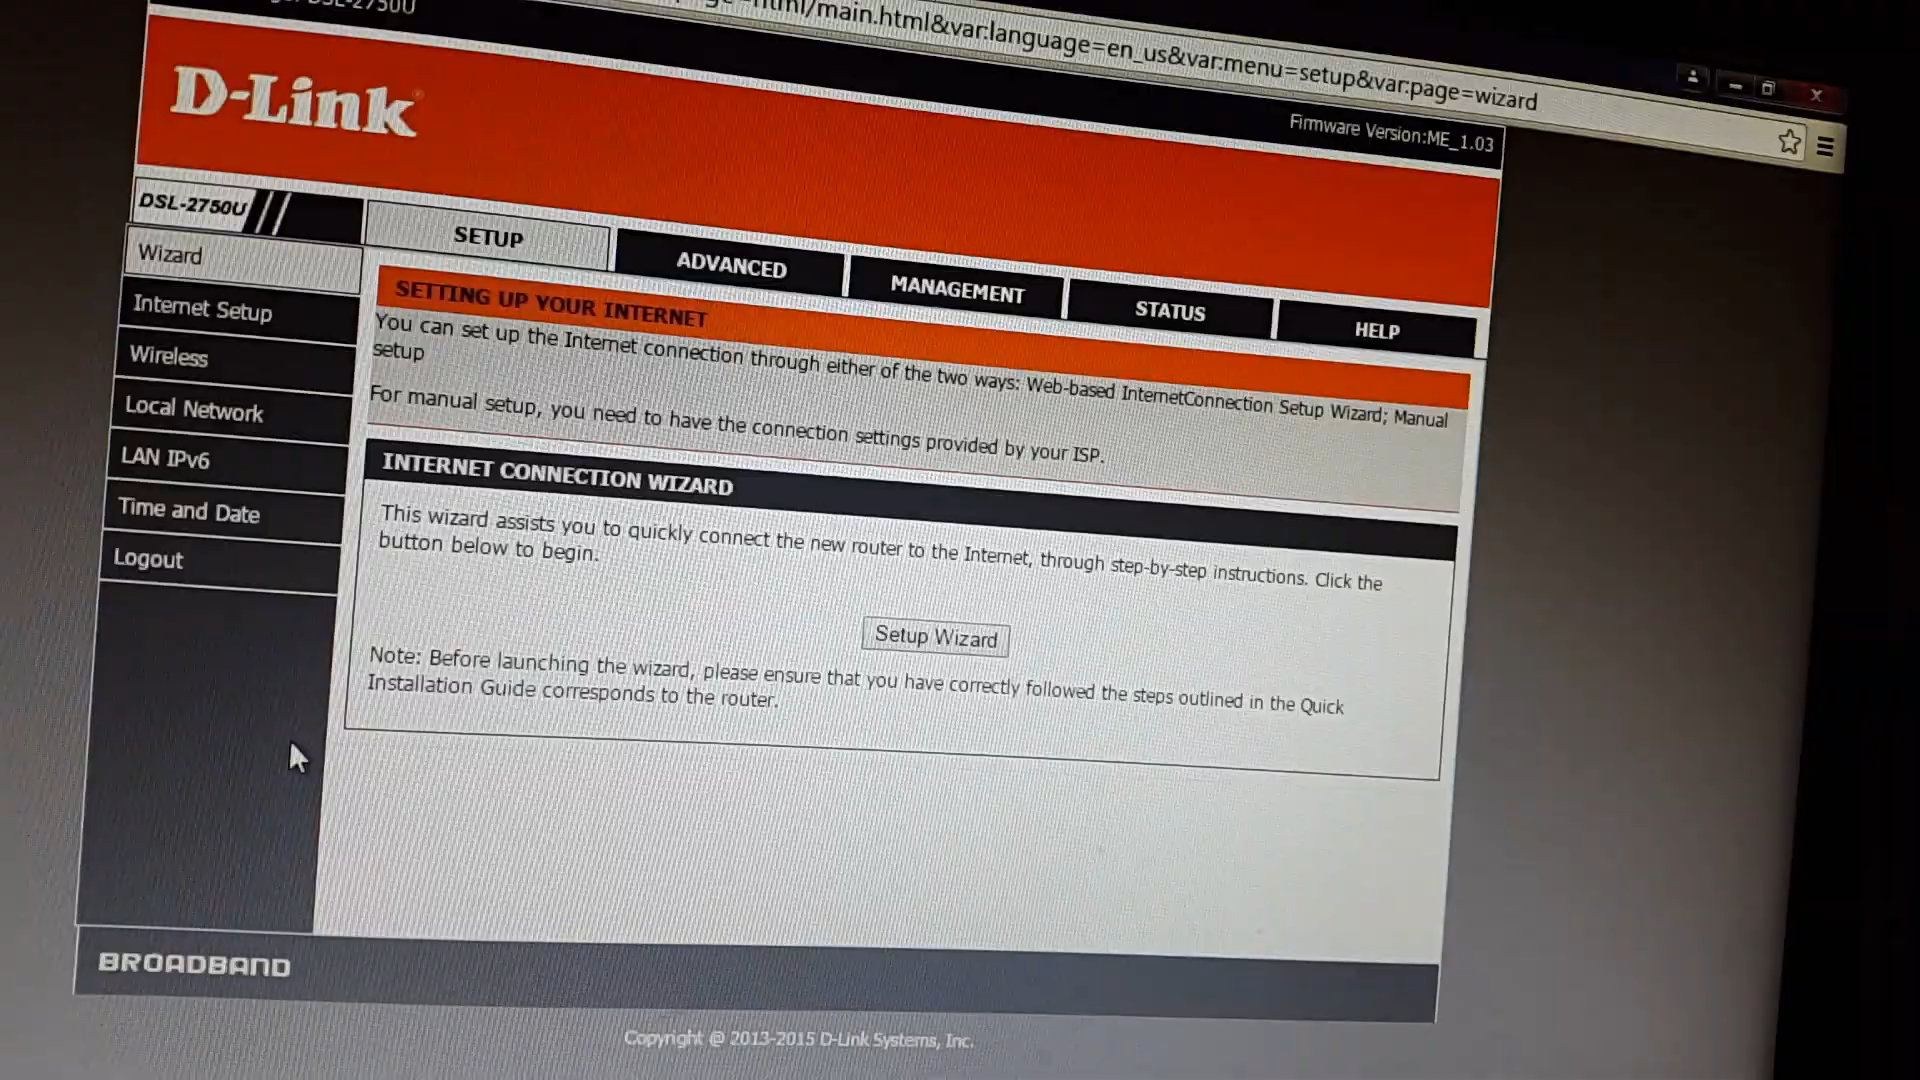 DSL-2750U
html/main.html&var:language=en_us&var:menu=setup&var:page=wizard
Firmware Version:ME_1.03
D-Link
DSL-2750U
SETUP
ADVANCED
MANAGEMENT
STATUS
HELP
Wizard
Internet Setup
Wireless
Local Network
LAN IPv6
Time and Date
Logout
SETTING UP YOUR INTERNET
You can set up the Internet connection through either of the two ways: Web-based InternetConnection Setup Wizard; Manual
setup
For manual setup, you need to have the connection settings provided by your ISP.
INTERNET CONNECTION WIZARD
This wizard assists you to quickly connect the new router to the Internet, through step-by-step instructions. Click the
button below to begin.
Setup Wizard
Note: Before launching the wizard, please ensure that you have correctly followed the steps outlined in the Quick
Installation Guide corresponds to the router.
BROADBAND
Copyright @ 2013-2015 D-Link Systems, Inc.